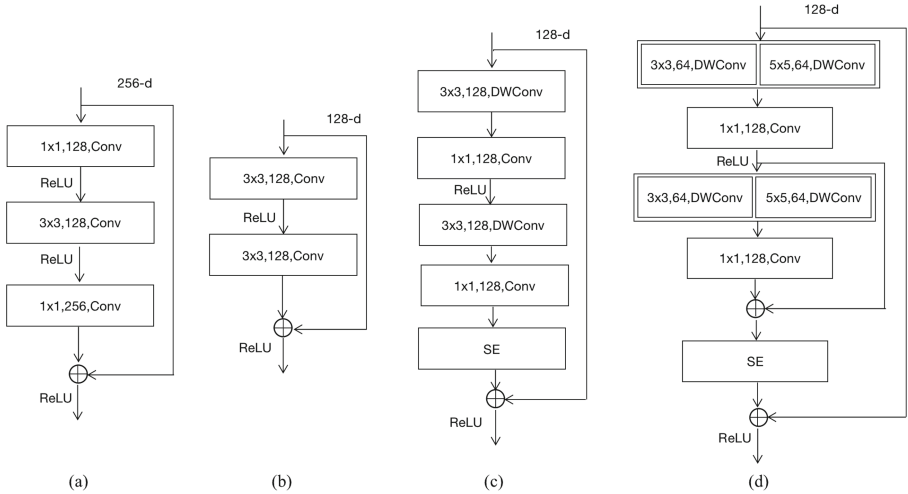 256-d
1x1,128,Conv
ReLU
3x3,128,Conv
ReLU
1x1,256,Conv
ReLU
(a)
128-d
3x3,128,Conv
ReLU
3x3,128,Conv
ReLU
(b)
128-d
3x3,128,DWConv
1x1,128,Conv
ReLU
3x3,128,DWConv
1x1,128,Conv
SE
ReLU
(c)
128-d
3x3,64,DWConv 5x5,64,DWConv
1x1,128,Conv
ReLU
3x3,64,DWConv 5x5,64,DWConv
1x1,128,Conv
SE
ReLU
(d)